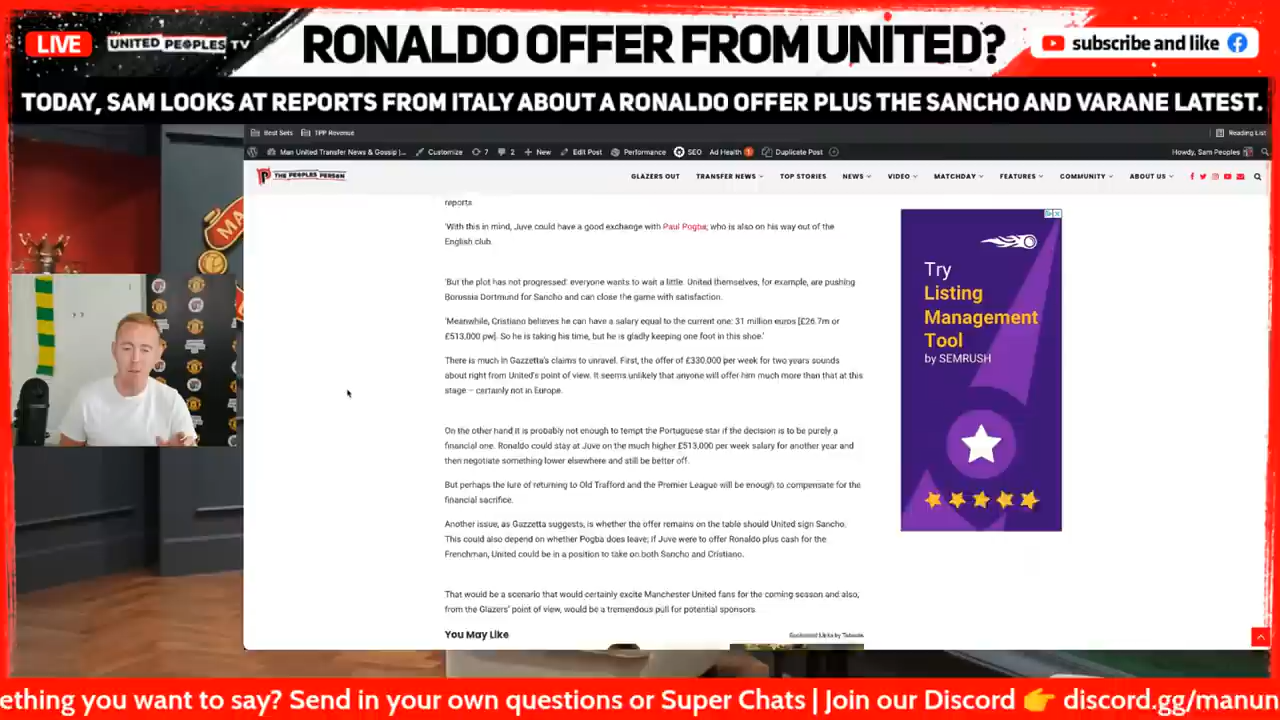 LIVE
UNITED PEOPLES TV
RONALDO OFFER FROM UNITED?
subscribe and like
TODAY, SAM LOOKS AT REPORTS FROM ITALY ABOUT A RONALDO OFFER PLUS THE SANCHO AND VARANE LATEST.
Best Sets TPP Revenue Reading List
Man United Transfer News & Gossip |... Customize 7 2 + New Edit Post Performance SEO Ad Health 1 Duplicate Post Howdy, Sam Peoples
THE PEOPLES PERSON
GLAZERS OUT TRANSFER NEWS TOP STORIES NEWS VIDEO MATCHDAY FEATURES COMMUNITY ABOUT US
reports
'With this in mind, Juve could have a good exchange with Paul Pogba, who is also on his way out of the
English club.
'But the plot has not progressed: everyone wants to wait a little. United themselves, for example, are pushing
Borussia Dortmund for Sancho and can close the game with satisfaction.
'Meanwhile, Cristiano believes he can have a salary equal to the current one: 31 million euros [£26.7m or
£513,000 pw]. So he is taking his time, but he is gladly keeping one foot in this shoe.'
There is much in Gazzetta's claims to unravel. First, the offer of £330,000 per week for two years sounds
about right from United's point of view. It seems unlikely that anyone will offer him much more than that at this
stage – certainly not in Europe.
On the other hand it is probably not enough to tempt the Portuguese star if the decision is to be purely a
financial one. Ronaldo could stay at Juve on the much higher £513,000 per week salary for another year and
then negotiate something lower elsewhere and still be better off.
But perhaps the lure of returning to Old Trafford and the Premier League will be enough to compensate for the
financial sacrifice.
Another issue, as Gazzetta suggests, is whether the offer remains on the table should United sign Sancho.
This could also depend on whether Pogba does leave; if Juve were to offer Ronaldo plus cash for the
Frenchman, United could be in a position to take on both Sancho and Cristiano.
That would be a scenario that would certainly excite Manchester United fans for the coming season and also,
from the Glazers' point of view, would be a tremendous pull for potential sponsors.
You May Like
Sponsored Links by Taboola
Try
Listing
Management
Tool
by SEMRUSH
ething you want to say? Send in your own questions or Super Chats | Join our Discord 👉 discord.gg/manun